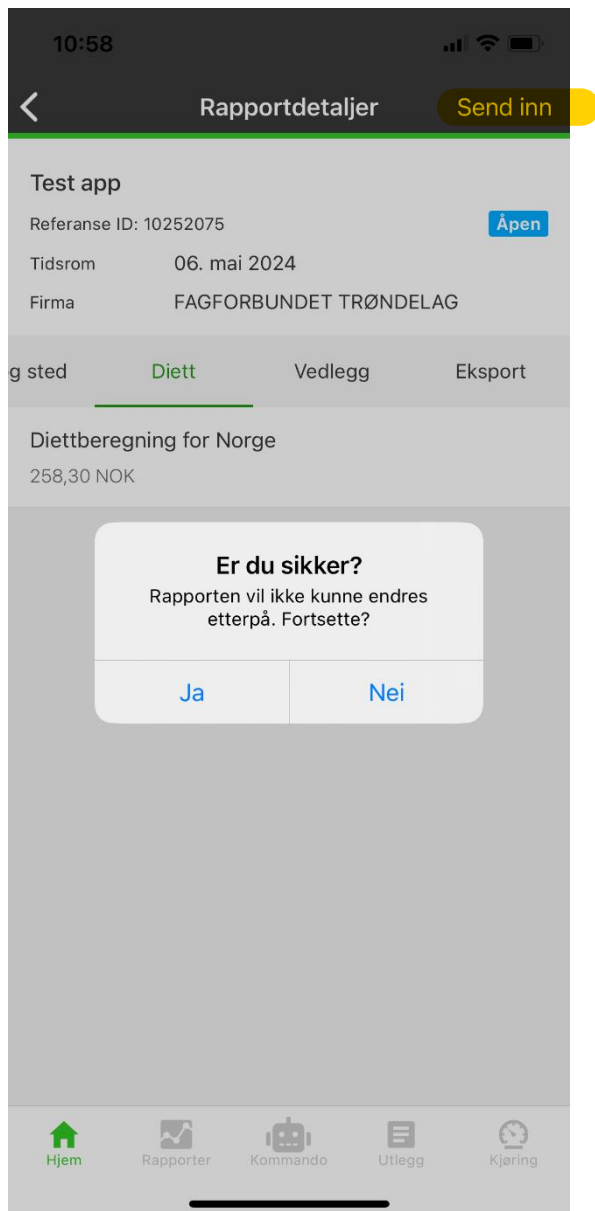 10:58
Rapportdetaljer Send inn
Test app
Referanse ID: 10252075 Åpen
Tidsrom 06. mai 2024
Firma FAGFORBUNDET TRØNDELAG
g sted Diett Vedlegg Eksport
Diettberegning for Norge
258,30 NOK
Er du sikker?
Rapporten vil ikke kunne endres
etterpå. Fortsette?
Ja Nei
Hjem Rapporter Kommando Utlegg Kjøring